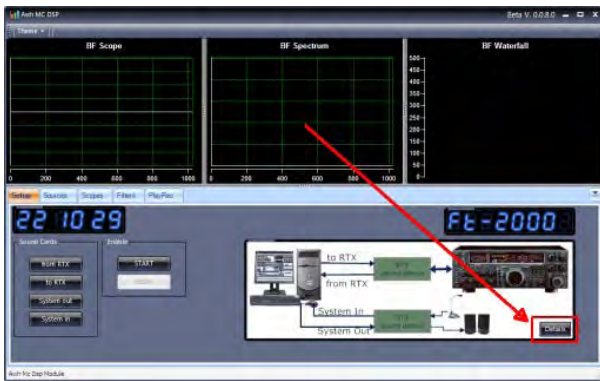 Arch MC DSP
Beta V. 0.0.8.0
Theme
BF Scope
BF Spectrum
BF Waterfall
500
450
400
350
300
250
200
150
100
50
0
0 200 400 600 800 1000
0 200 400 600 800 1000
Setup Sources Scopes Filters Play/Rec
22 10 29
Ft-2000
Sound Cards
from RTX
to RTX
System out
System in
Enable
START
to RTX
from RTX
System In
System Out
Details
Arch Mc Dsp Module